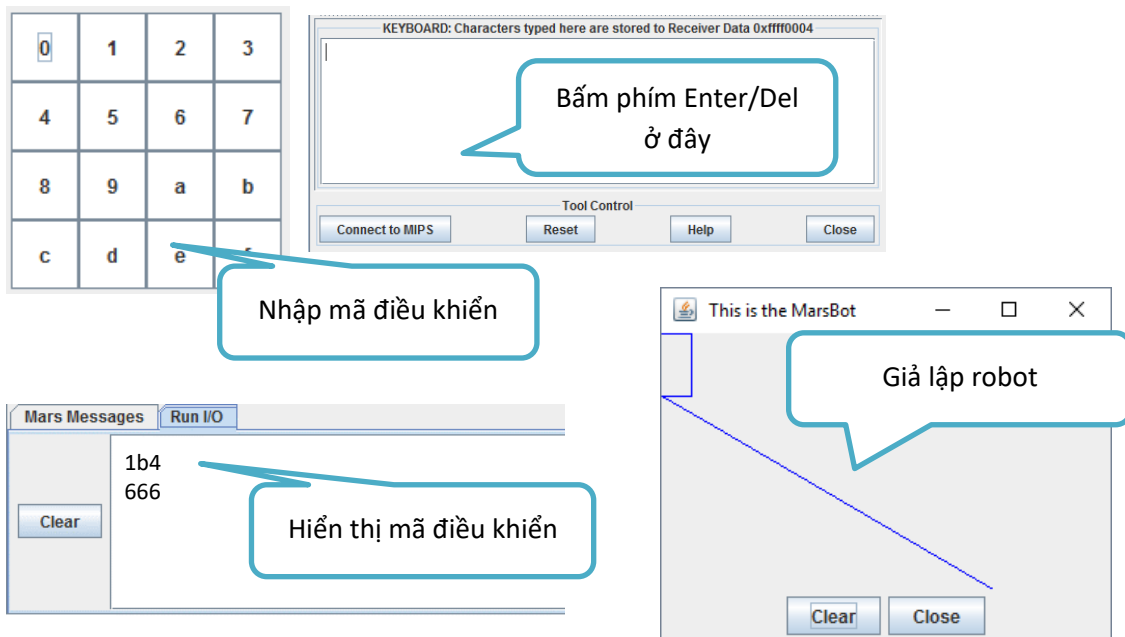 0 1 2 3
4 5 6 7
8 9 a b
c d e
Nhập mã điều khiển
KEYBOARD: Characters typed here are stored to Receiver Data 0xffff0004
Bấm phím Enter/Del
ở đây
Tool Control
Connect to MIPS Reset Help Close
Mars Messages Run I/O
Clear
1b4
666
Hiển thị mã điều khiển
This is the MarsBot
Giả lập robot
Clear Close